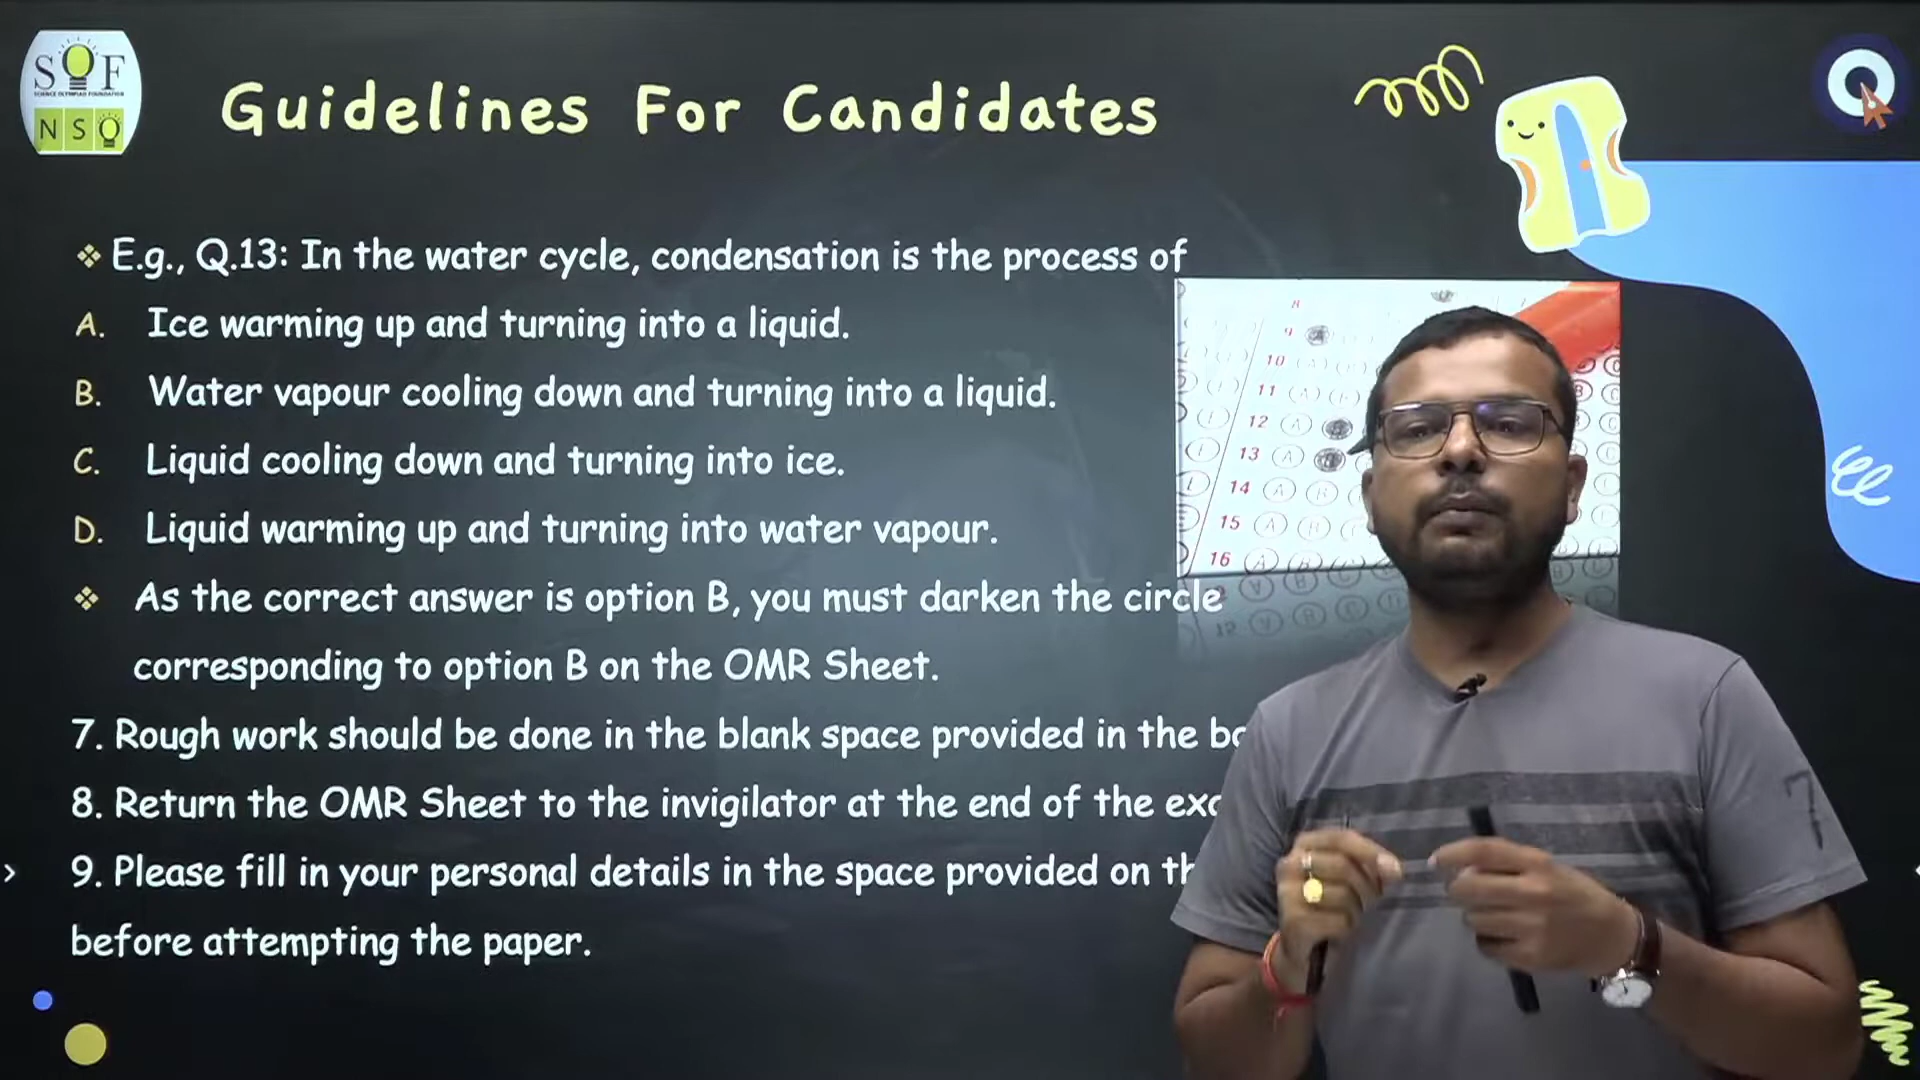 SOF
SCIENCE OLYMPIAD FOUNDATION
NSO
Guidelines For Candidates
❖ E.g., Q.13: In the water cycle, condensation is the process of
A. Ice warming up and turning into a liquid.
B. Water vapour cooling down and turning into a liquid.
C. Liquid cooling down and turning into ice.
D. Liquid warming up and turning into water vapour.
❖ As the correct answer is option B, you must darken the circle
corresponding to option B on the OMR Sheet.
7. Rough work should be done in the blank space provided in the
8. Return the OMR Sheet to the invigilator at the end of the
9. Please fill in your personal details in the space provided on
before attempting the paper.
8
9
10
11
12 A
13 A
14 A B
15 A B
16 A B